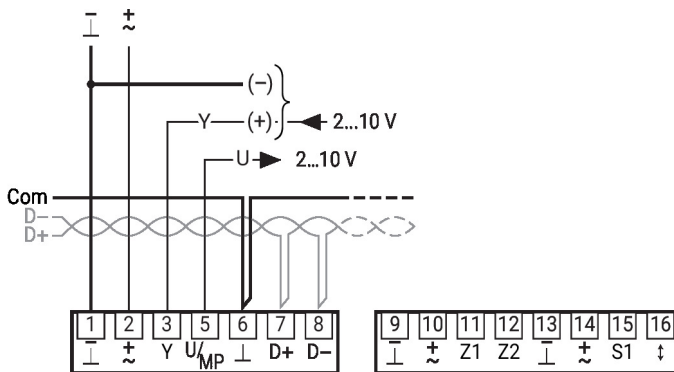 ⊥ ~
(–)
Y (+) 2...10 V
U 2...10 V
Com
D–
D+
1 2 3 5 6 7 8 9 10 11 12 13 14 15 16
⊥ ~ Y U/MP ⊥ D+ D– ⊥ ~ Z1 Z2 ⊥ ~ S1 ↕